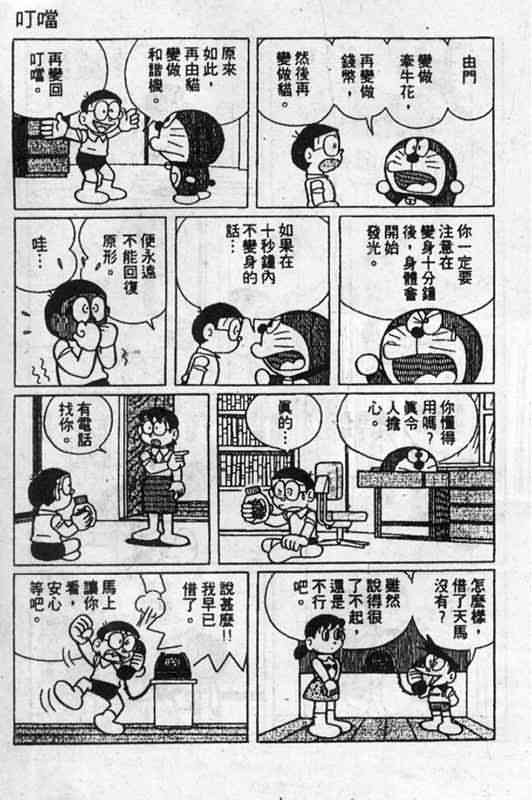 叮噹
由門
變做
牽牛花，
再變做
錢幣，
然後再
變做貓
原來
如此，
再由貓
變做
和諧機。
再變回
叮噹。
你一定要
注意在
變身十分鐘
後，身體會
開始
發光。
如果在
十秒鐘內
不變身的
話…
便永遠
不能回復
原形。
哇…
你懂得
用嗎？
眞令
人擔
心。
眞的…
有電話
找你。
怎麼樣，
借了天馬
沒有？
雖然
說得很
了不起，
還是
不行
吧。
說甚麼!!
我早已
借了。
馬上
讓你
看，
安心
等吧。